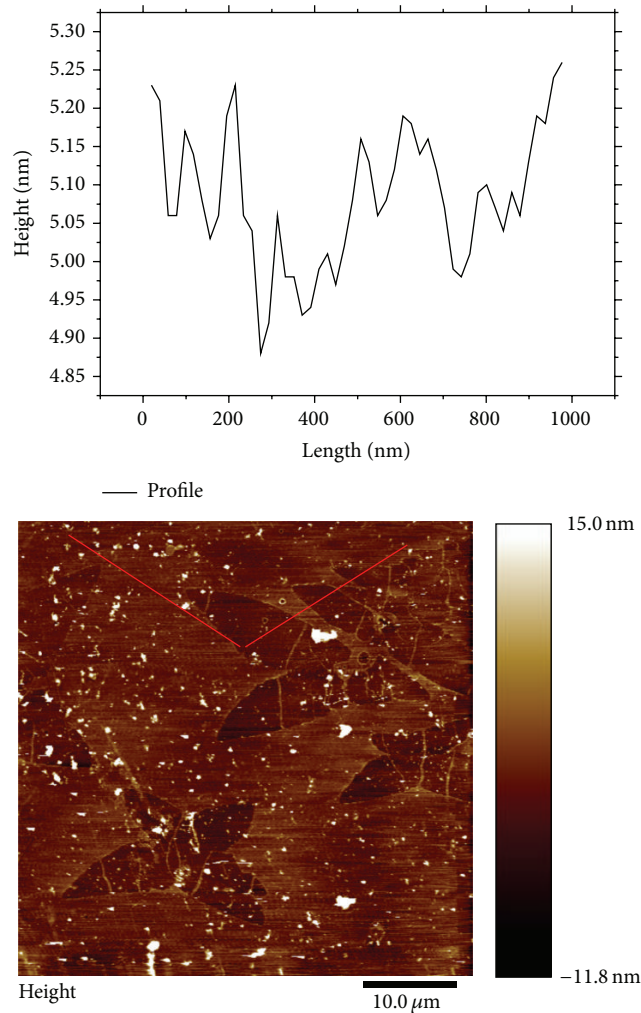 5.30
5.25
5.20
5.15
5.10
5.05
5.00
4.95
4.90
4.85
Height (nm)
0 200 400 600 800 1000
Length (nm)
Profile
15.0 nm
−11.8 nm
Height
10.0 μm